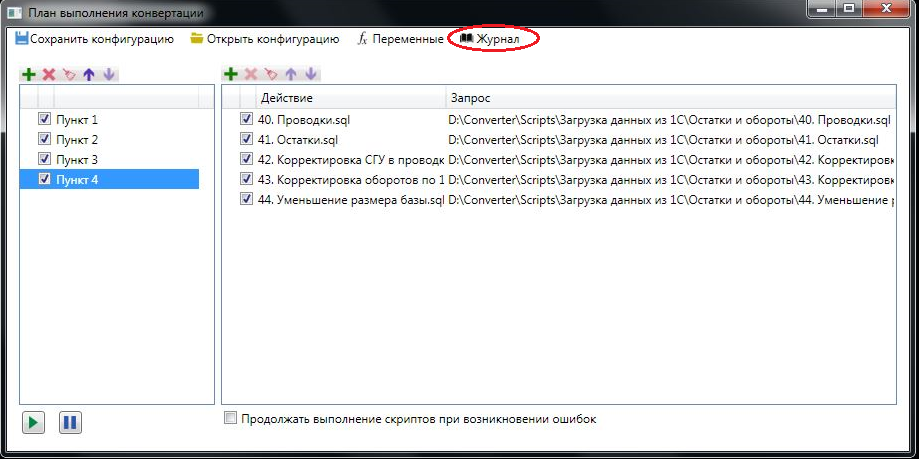 План выполнения конвертации
Сохранить конфигурацию Открыть конфигурацию fx Переменные Журнал
Действие Запрос
Пункт 1
Пункт 2
Пункт 3
Пункт 4
40. Проводки.sql D:\Converter\Scripts\Загрузка данных из 1С\Остатки и обороты\40. Проводки.sql
41. Остатки.sql D:\Converter\Scripts\Загрузка данных из 1С\Остатки и обороты\41. Остатки.sql
42. Корректировка СГУ в проводк D:\Converter\Scripts\Загрузка данных из 1С\Остатки и обороты\42. Корректировк
43. Корректировка оборотов по 1 D:\Converter\Scripts\Загрузка данных из 1С\Остатки и обороты\43. Корректировк
44. Уменьшение размера базы.sql D:\Converter\Scripts\Загрузка данных из 1С\Остатки и обороты\44. Уменьшение р
Продолжать выполнение скриптов при возникновении ошибок